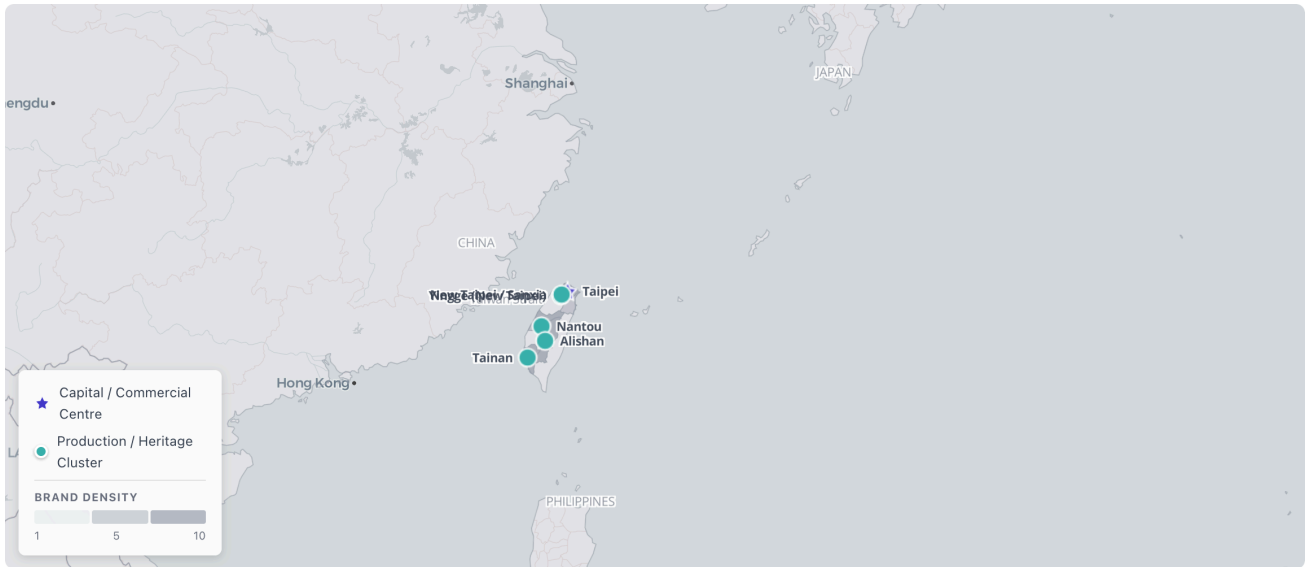 Shanghai
JAPAN
engdu
CHINA
Taipei
Nantou
Alishan
Tainan
Hong Kong
Capital / Commercial
Centre
Production / Heritage
Cluster
BRAND DENSITY
1 5 10
PHILIPPINES